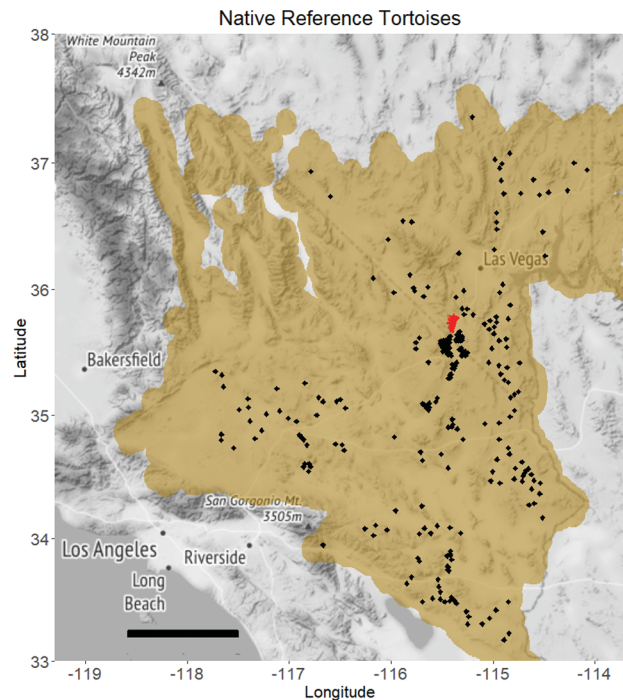 Native Reference Tortoises
38
White Mountain
Peak
4342m
37
Las Vegas
36
Latitude
Bakersfield
35
San Gorgonio Mt.
3505m
34
Los Angeles
Riverside
Long
Beach
33
-119 -118 -117 -116 -115 -114
Longitude